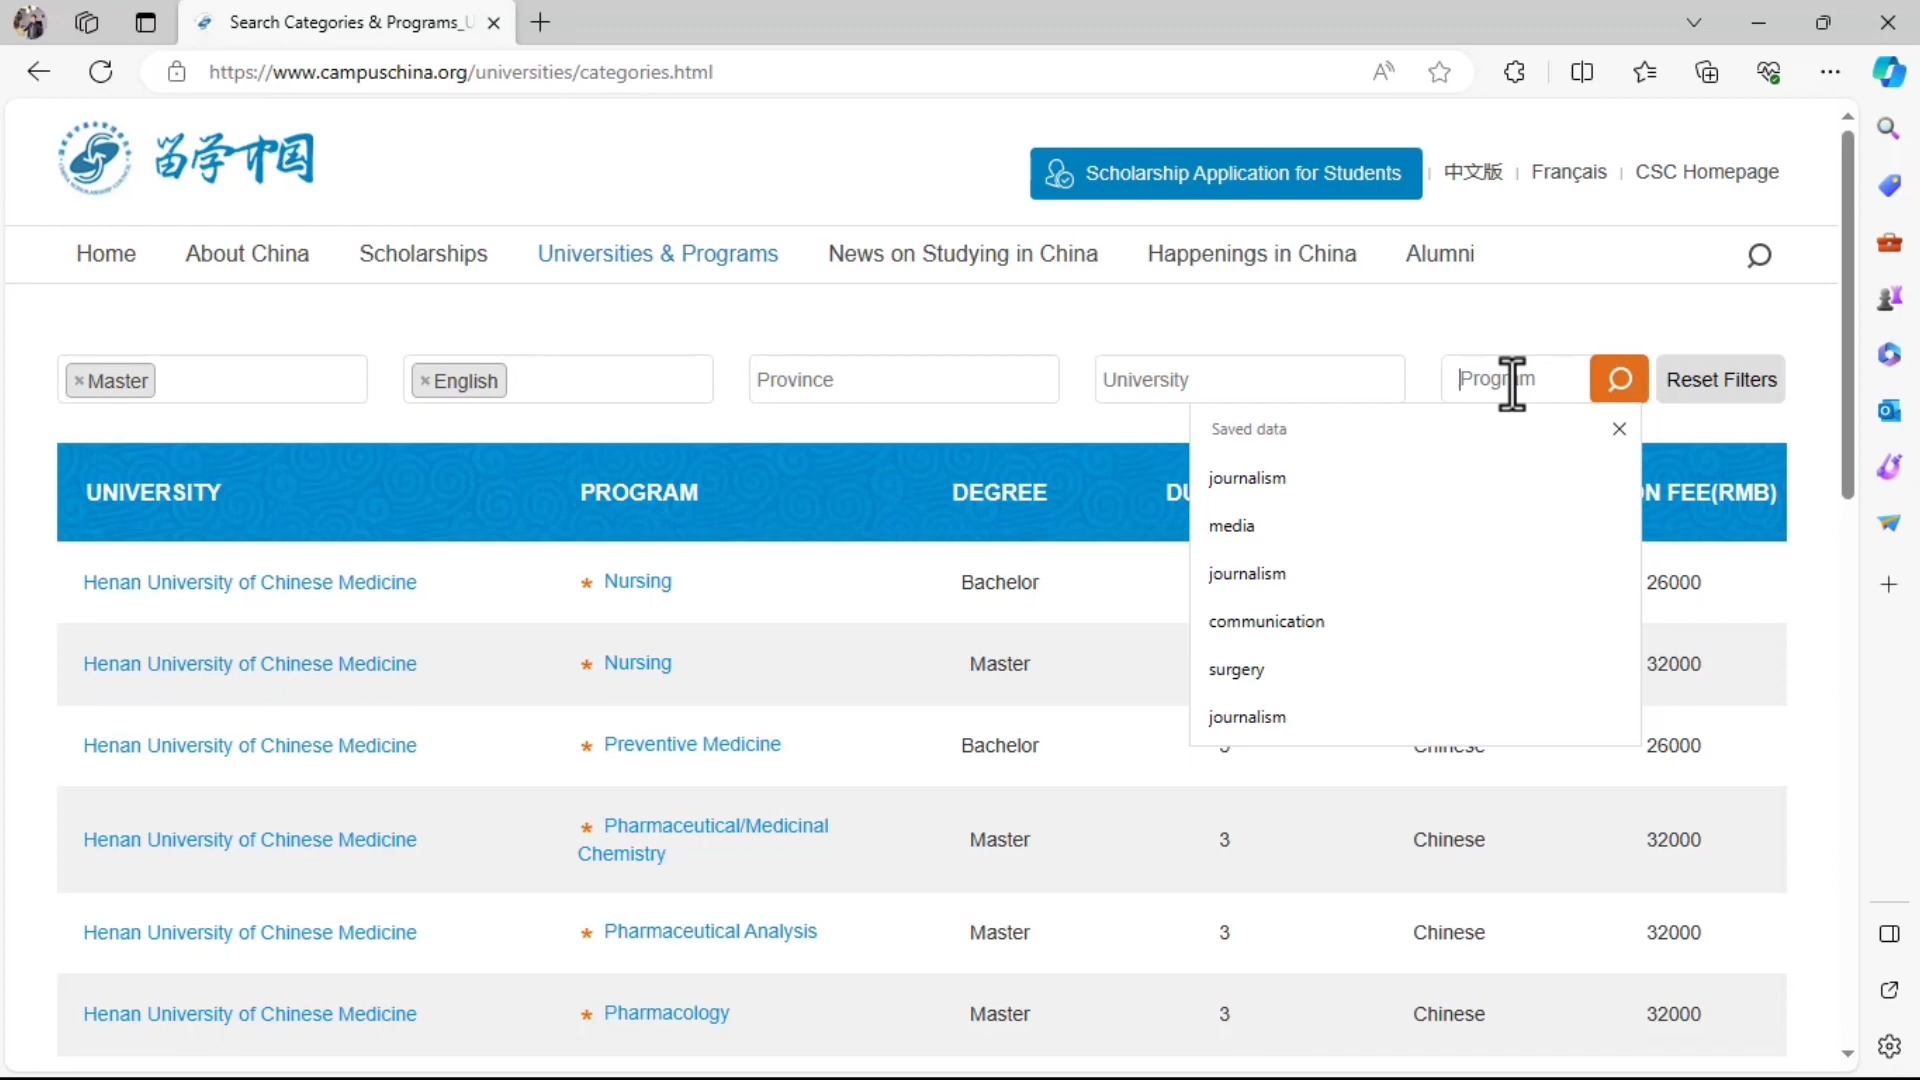 Search Categories & Programs_U
https://www.campuschina.org/universities/categories.html
留学中国
Scholarship Application for Students
中文版 | Français | CSC Homepage
Home About China Scholarships Universities & Programs News on Studying in China Happenings in China Alumni
× Master × English Province University Program Reset Filters
Saved data
journalism
media
journalism
communication
surgery
journalism
UNIVERSITY PROGRAM DEGREE DU N FEE(RMB)
Henan University of Chinese Medicine * Nursing Bachelor 26000
Henan University of Chinese Medicine * Nursing Master 32000
Henan University of Chinese Medicine * Preventive Medicine Bachelor 5 Chinese 26000
Henan University of Chinese Medicine * Pharmaceutical/Medicinal
Chemistry Master 3 Chinese 32000
Henan University of Chinese Medicine * Pharmaceutical Analysis Master 3 Chinese 32000
Henan University of Chinese Medicine * Pharmacology Master 3 Chinese 32000